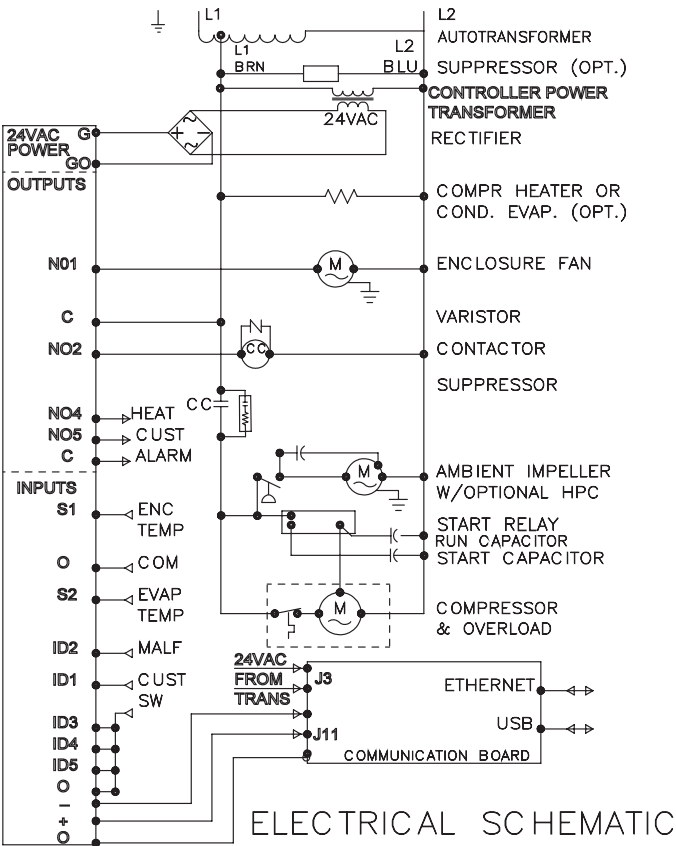 L1
L2
AUTOTRANSFORMER
L1
BRN
L2
BLU
SUPPRESSOR (OPT.)
CONTROLLER POWER
TRANSFORMER
24VAC
RECTIFIER
24VAC
POWER
G
GO
OUTPUTS
COMPR HEATER OR
COND. EVAP. (OPT.)
N01
M
ENCLOSURE FAN
C
VARISTOR
NO2
CC
CONTACTOR
SUPPRESSOR
CC
NO4
HEAT
NO5
CUST
C
ALARM
M
AMBIENT IMPELLER
W/OPTIONAL HPC
INPUTS
S1
ENC
TEMP
START RELAY
RUN CAPACITOR
START CAPACITOR
O
COM
S2
EVAP
TEMP
M
COMPRESSOR
& OVERLOAD
ID2
MALF
ID1
CUST
SW
24VAC
FROM
TRANS
J3
ETHERNET
USB
J11
COMMUNICATION BOARD
ID3
ID4
ID5
O
–
+
O
ELECTRICAL SCHEMATIC